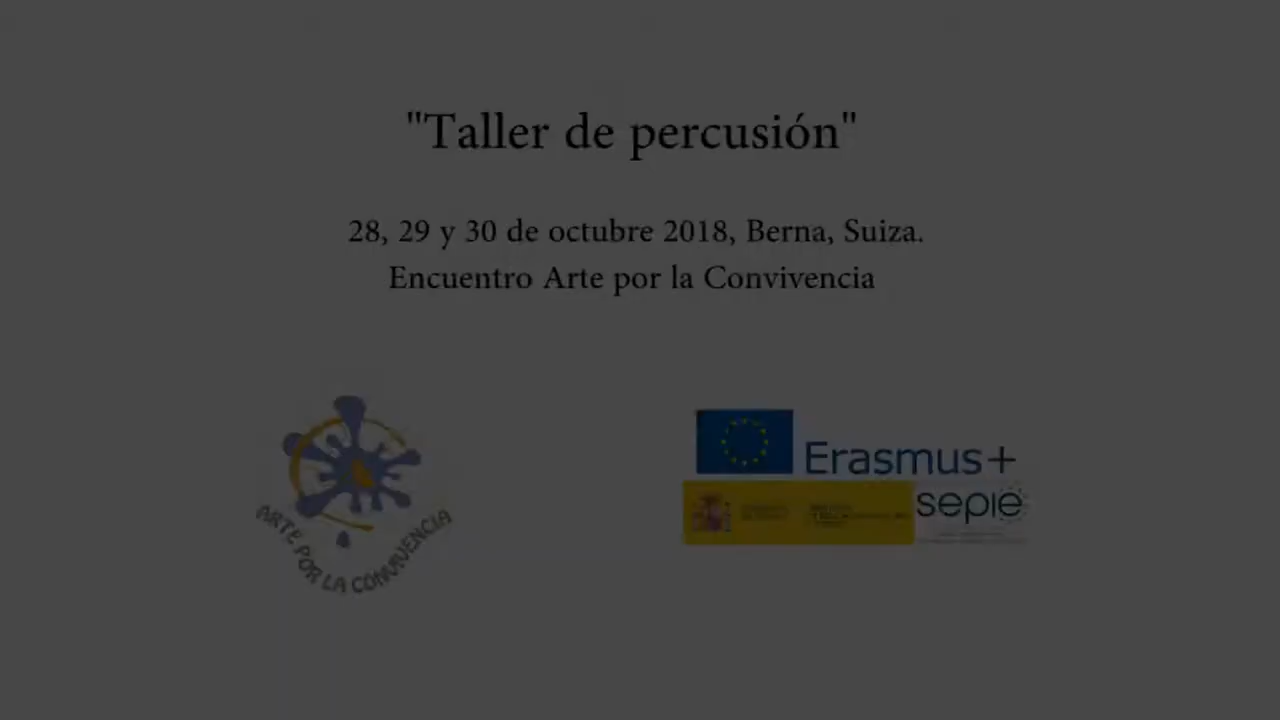 "Taller de percusión"
28, 29 y 30 de octubre 2018, Berna, Suiza.
Encuentro Arte por la Convivencia
ARTE POR LA CONVIVENCIA
Erasmus+
sepie